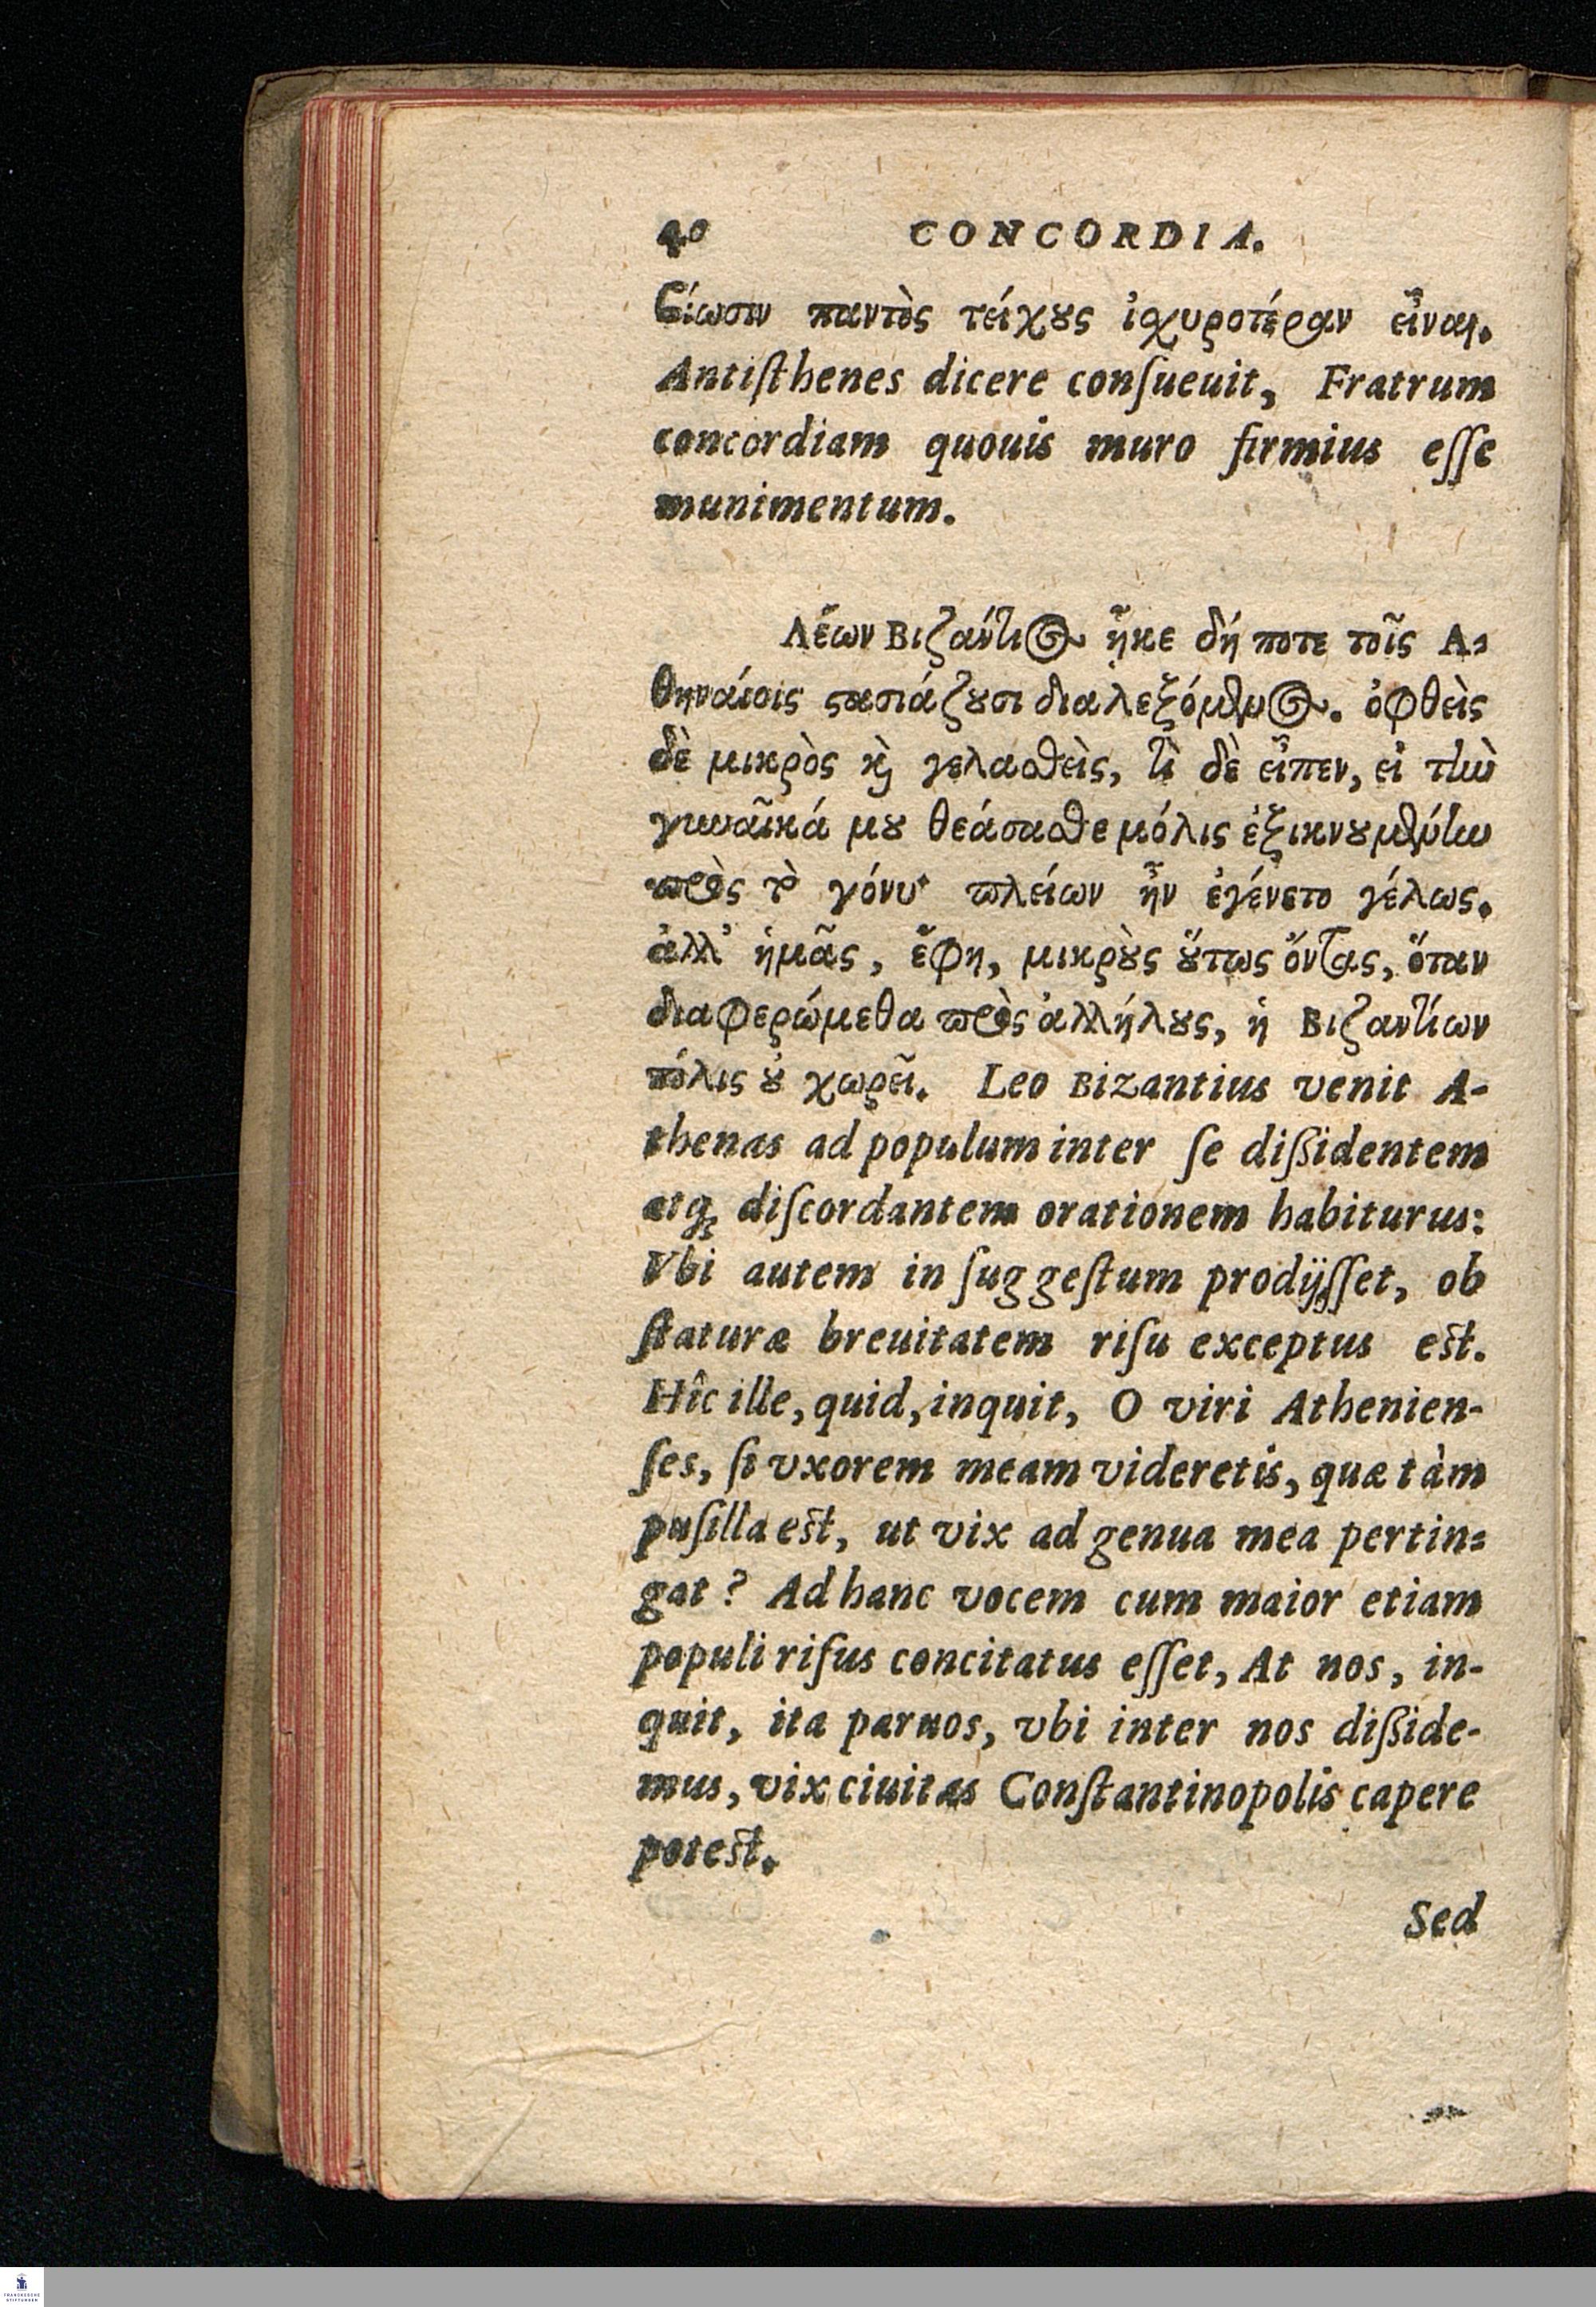 40 CONCORDIA.
βίωσιν παντὸς τείχους ἰσχυροτέραν εἶναι.
Antiſthenes dicere conſueuit, Fratrum
concordiam quouis muro firmius eſſe
munimentum.
Λέων Βιζάντιος ἧκε δή ποτε τοῖς Α-
θηναίοις στασιάζουσι διαλεξόμενος. ὀφθεὶς
δὲ μικρὸς καὶ γελασθεὶς, τὶ δὲ εἶπεν, εἰ τὴν
γυναῖκά μου θεάσασθε μόλις ἐξικνουμένην
πρὸς τὸ γόνυ· πλείων ἦν ἐγένετο γέλως.
ἀλλ' ἡμᾶς, ἔφη, μικροὺς οὕτως ὄντας, ὅταν
διαφερώμεθα πρὸς ἀλλήλους, ἡ Βιζαντίων
πόλις οὐ χωρεῖ. Leo Bizantius venit A-
thenas ad populum inter ſe diſsidentem
atq; diſcordantem orationem habiturus:
Vbi autem in ſuggeſtum prodijſſet, ob
ſtaturæ breuitatem riſu exceptus eſt.
Hîc ille, quid, inquit, O viri Athenien-
ſes, ſi vxorem meam videretis, quæ tàm
puſilla eſt, ut vix ad genua mea pertin-
gat? Ad hanc vocem cum maior etiam
populi riſus concitatus eſſet, At nos, in-
quit, ita paruos, vbi inter nos diſside-
mus, vix ciuitas Conſtantinopolis capere
poteſt.
Sed
FRANCKESCHE
STIFTUNGEN